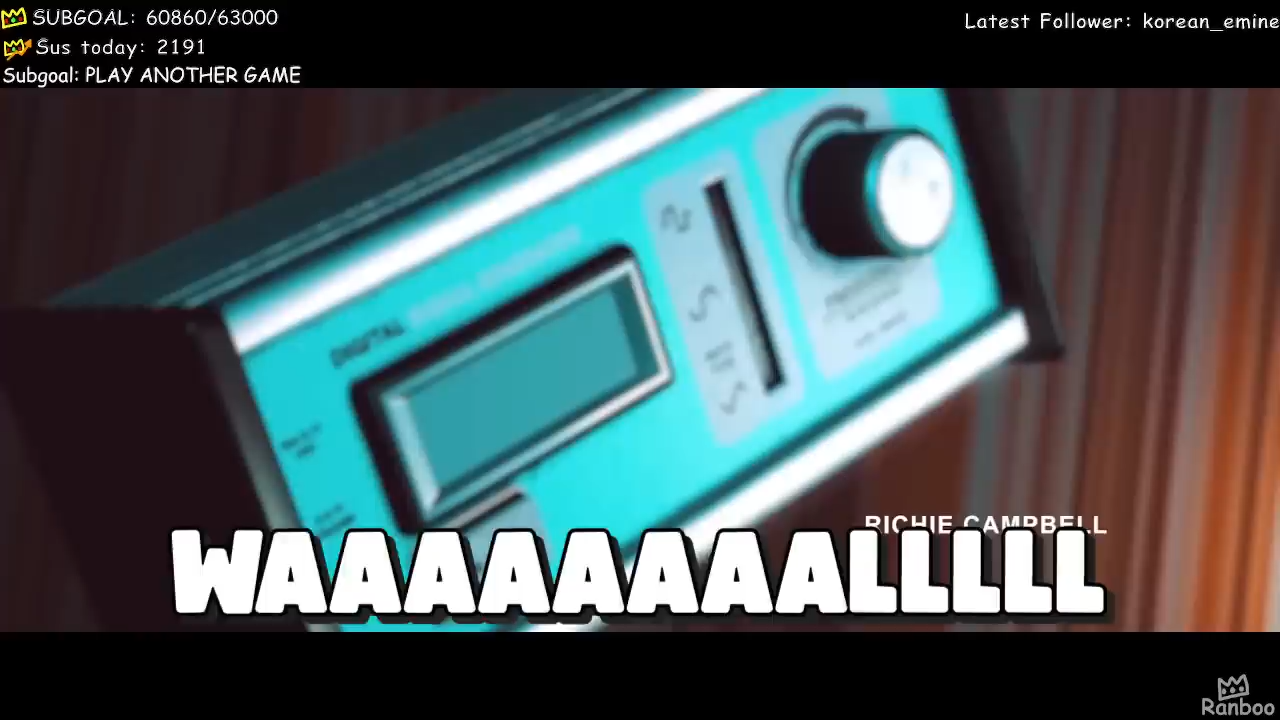 SUBGOAL: 60860/63000
Latest Follower: korean_emine
Sus today: 2191
Subgoal: PLAY ANOTHER GAME
DIGITAL
RICHIE CAMPBELL
WAAAAAAAALLLLL
Ranboo